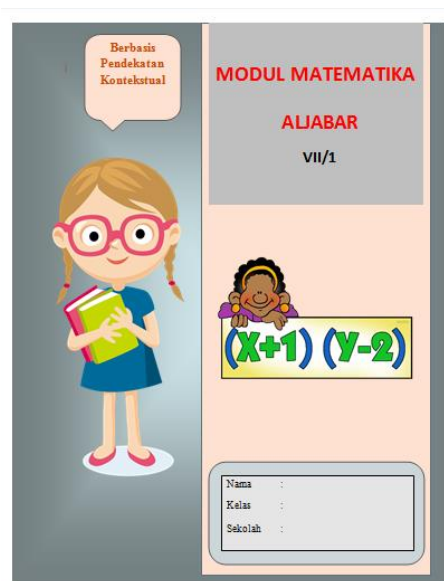 Berbasis
Pendekatan
Kontekstual
MODUL MATEMATIKA
ALJABAR
VII/1
(X+1) (Y-2)
Nama :
Kelas :
Sekolah :